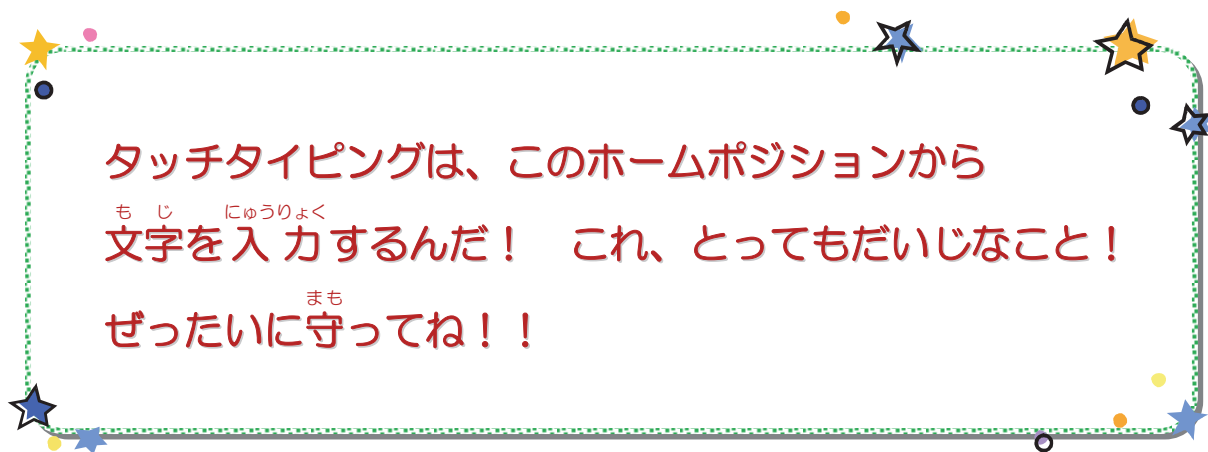 タッチタイピングは、このホームポジションから
もじ にゅうりょく
文字を入力するんだ！　これ、とってもだいじなこと！
まも
ぜったいに守ってね！！